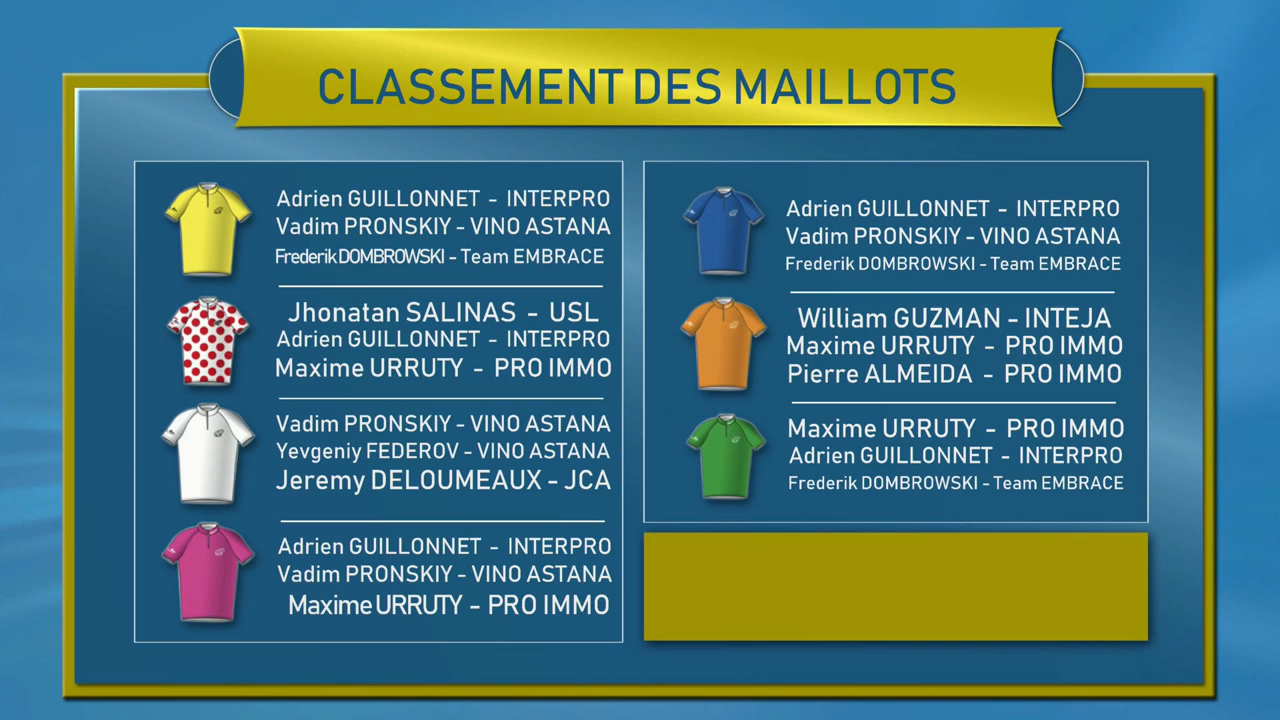 CLASSEMENT DES MAILLOTS
Adrien GUILLONNET - INTERPRO
Vadim PRONSKIY - VINO ASTANA
Frederik DOMBROWSKI - Team EMBRACE
Jhonatan SALINAS - USL
Adrien GUILLONNET - INTERPRO
Maxime URRUTY - PRO IMMO
Vadim PRONSKIY - VINO ASTANA
Yevgeniy FEDEROV - VINO ASTANA
Jeremy DELOUMEAUX - JCA
Adrien GUILLONNET - INTERPRO
Vadim PRONSKIY - VINO ASTANA
Maxime URRUTY - PRO IMMO
Adrien GUILLONNET - INTERPRO
Vadim PRONSKIY - VINO ASTANA
Frederik DOMBROWSKI - Team EMBRACE
William GUZMAN - INTEJA
Maxime URRUTY - PRO IMMO
Pierre ALMEIDA - PRO IMMO
Maxime URRUTY - PRO IMMO
Adrien GUILLONNET - INTERPRO
Frederik DOMBROWSKI - Team EMBRACE